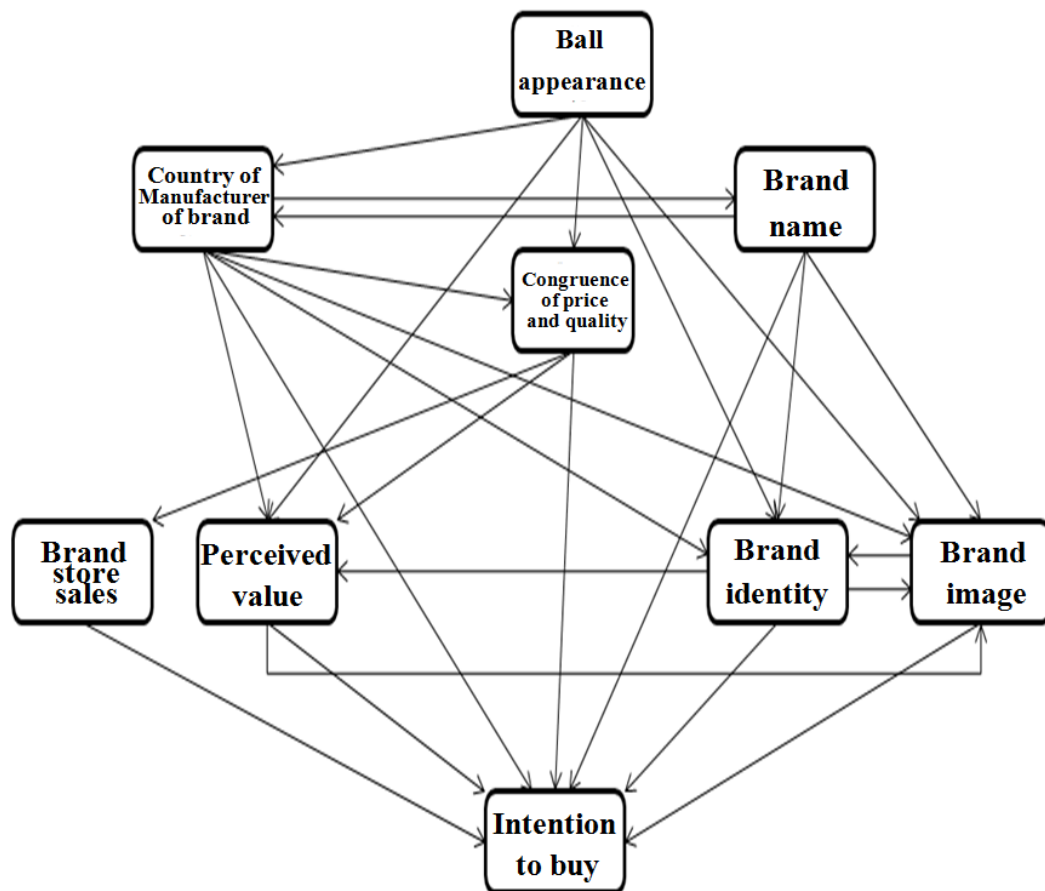 Ball
appearance
Country of
Manufacturer
of brand
Brand
name
Congruence
of price
and quality
Brand
store
sales
Perceived
value
Brand
identity
Brand
image
Intention
to buy